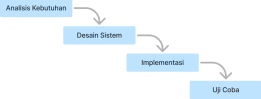 Analisis Kebutuhan
Desain Sistem
Implementasi
Uji Coba